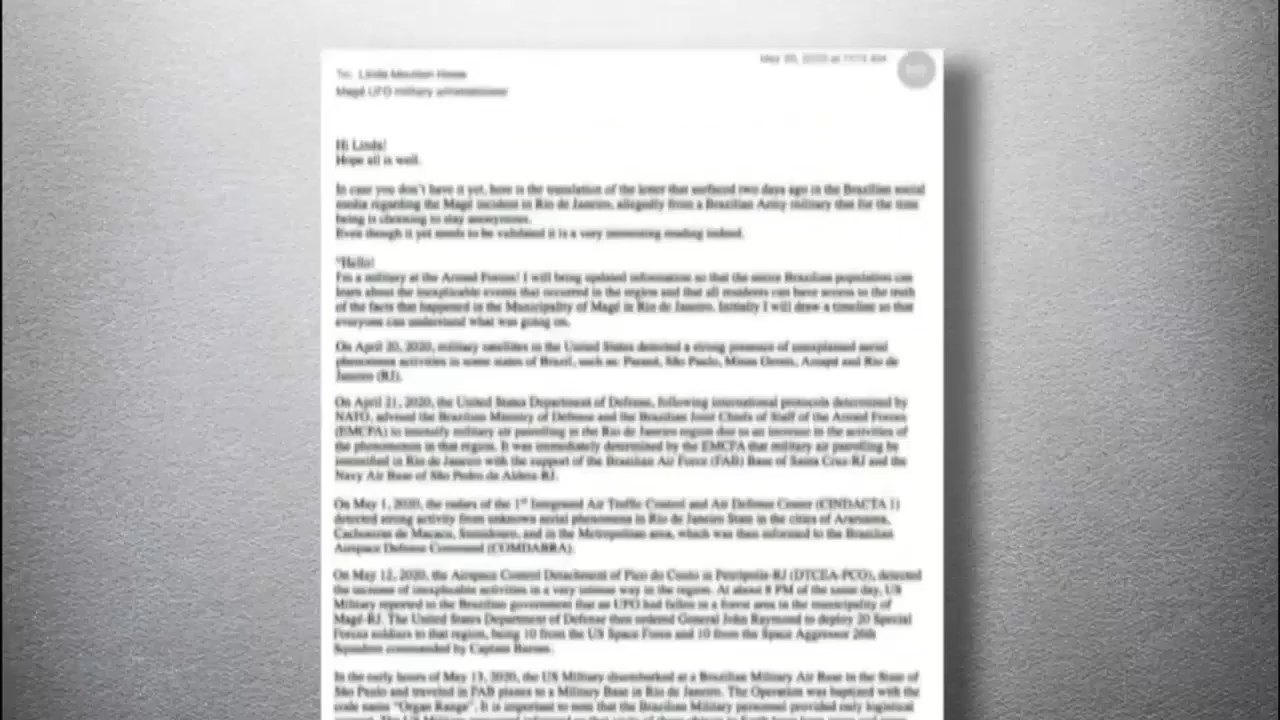 May 30, 2020 at 11:13 AM
To: Linda Moulton Howe
Magé UFO military
Hi Linda!
Hope all is well.
In case you don't have it yet, here is the translation of the letter that surfaced two days ago in the Brazilian social
media regarding the Magé incident in Rio de Janeiro, allegedly from a Brazilian Army military that for the time
being is choosing to stay anonymous.
Even though it yet needs to be validated it is a very interesting reading indeed.
"Hello!
I'm a military at the Armed Forces! I will bring updated information so that the entire Brazilian population can
learn about the inexplicable events that occurred in the region and that all residents can have access to the truth
of the facts that happened in the Municipality of Magé in Rio de Janeiro. Initially I will draw a timeline so that
everyone can understand what was going on.
On April 20, 2020, military satellites in the United States detected a strong presence of unexplained aerial
phenomenon activities in some states of Brazil, such as: Paraná, São Paulo, Minas Gerais, Amapá and Rio de
Janeiro (RJ).
On April 21, 2020, the United States Department of Defense, following international protocols determined by
NATO, advised the Brazilian Ministry of Defense and the Brazilian Joint Chiefs of Staff of the Armed Forces
(EMCFA) to intensify military air patrolling in the Rio de Janeiro region due to an increase in the activities of
the phenomenon in that region. It was immediately determined by the EMCFA that military air patrolling be
intensified in Rio de Janeiro with the support of the Brazilian Air Force (FAB) Base of Santa Cruz-RJ and the
Navy Air Base of São Pedro da Aldeia-RJ.
On May 1, 2020, the radars of the 1st Integrated Air Traffic Control and Air Defense Center (CINDACTA 1)
detected strong activity from unknown aerial phenomena in Rio de Janeiro State in the cities of Araruama,
Cachoeiras de Macacu, Sumidouro, and in the Metropolitan area, which was then informed to the Brazilian
Airspace Defense Command (COMDABRA).
On May 12, 2020, the Airspace Control Detachment of Pico do Couto in Petrópolis-RJ (DTCEA-PCO), detected
the increase of inexplicable activities in a very intense way in the region. At about 8 PM of the same day, US
Military reported to the Brazilian government that an UFO had fallen in a forest area in the municipality of
Magé-RJ. The United States Department of Defense then ordered General John Raymond to deploy 20 Special
Forces soldiers to that region, being 10 from the US Space Force and 10 from the Space Aggressor 26th
Squadron commanded by Captain Barnes.
In the early hours of May 13, 2020, the US Military disembarked at a Brazilian Military Air Base in the State of
São Paulo and traveled in FAB planes to a Military Base in Rio de Janeiro. The Operation was baptized with the
code name "Organ Range". It is important to note that the Brazilian Military personnel provided only logistical